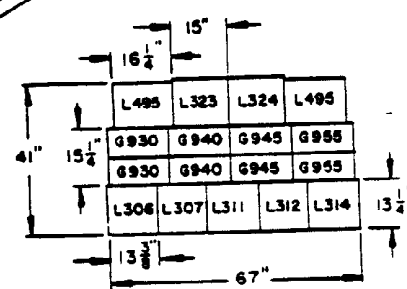 15"
16 1/4"
L495 L323 L324 L495
41" 15 1/4" G930 G940 G945 G955
G930 G940 G945 G955
L306 L307 L311 L312 L314 13 1/4
13 3/8"
67"